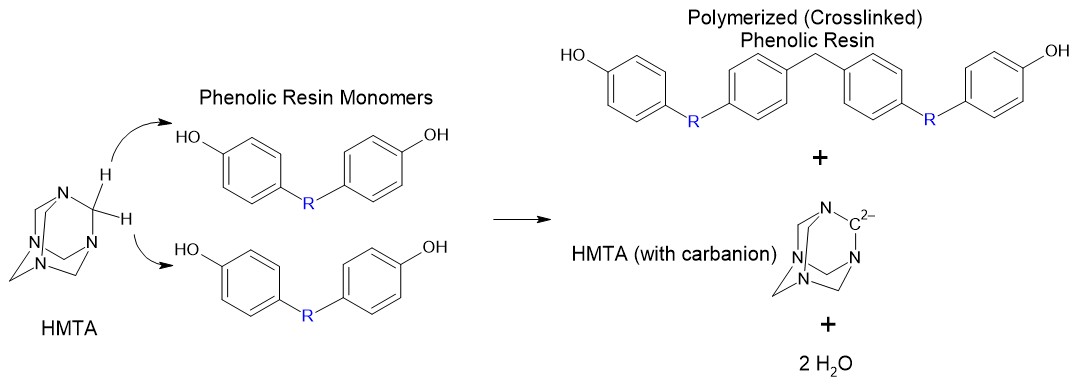 Polymerized (Crosslinked)
Phenolic Resin
HO
OH
R
R
Phenolic Resin Monomers
HO
OH
R
H
H
N
N
N
N
HMTA
HO
OH
R
+
N
C2–
N
N
N
HMTA (with carbanion)
+
2 H2O